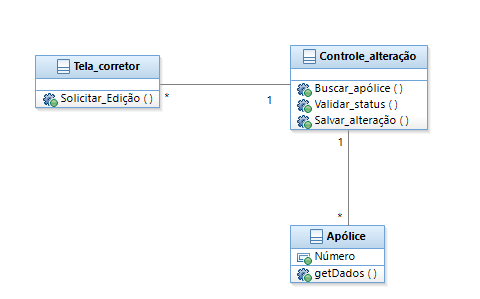 Tela_corretor
Solicitar_Edição ( )
*
1
Controle_alteração
Buscar_apólice ( )
Validar_status ( )
Salvar_alteração ( )
1
*
Apólice
Número
getDados ( )